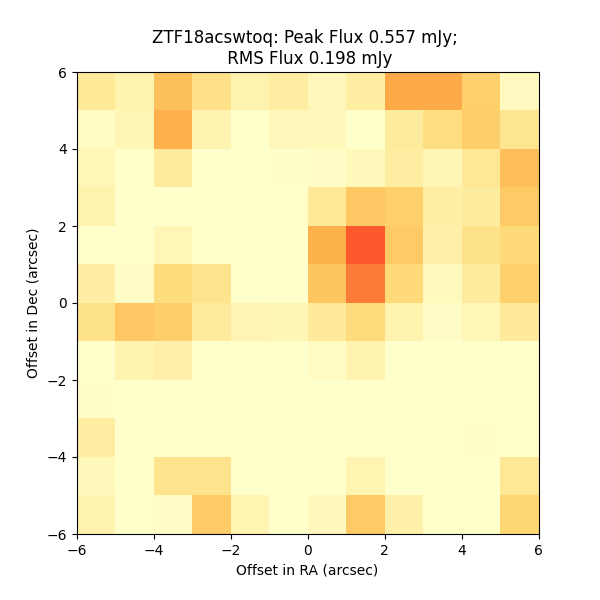 ZTF18acswtoq: Peak Flux 0.557 mJy;
RMS Flux 0.198 mJy
6
4
2
0
−2
−4
−6
Offset in Dec (arcsec)
−6 −4 −2 0 2 4 6
Offset in RA (arcsec)